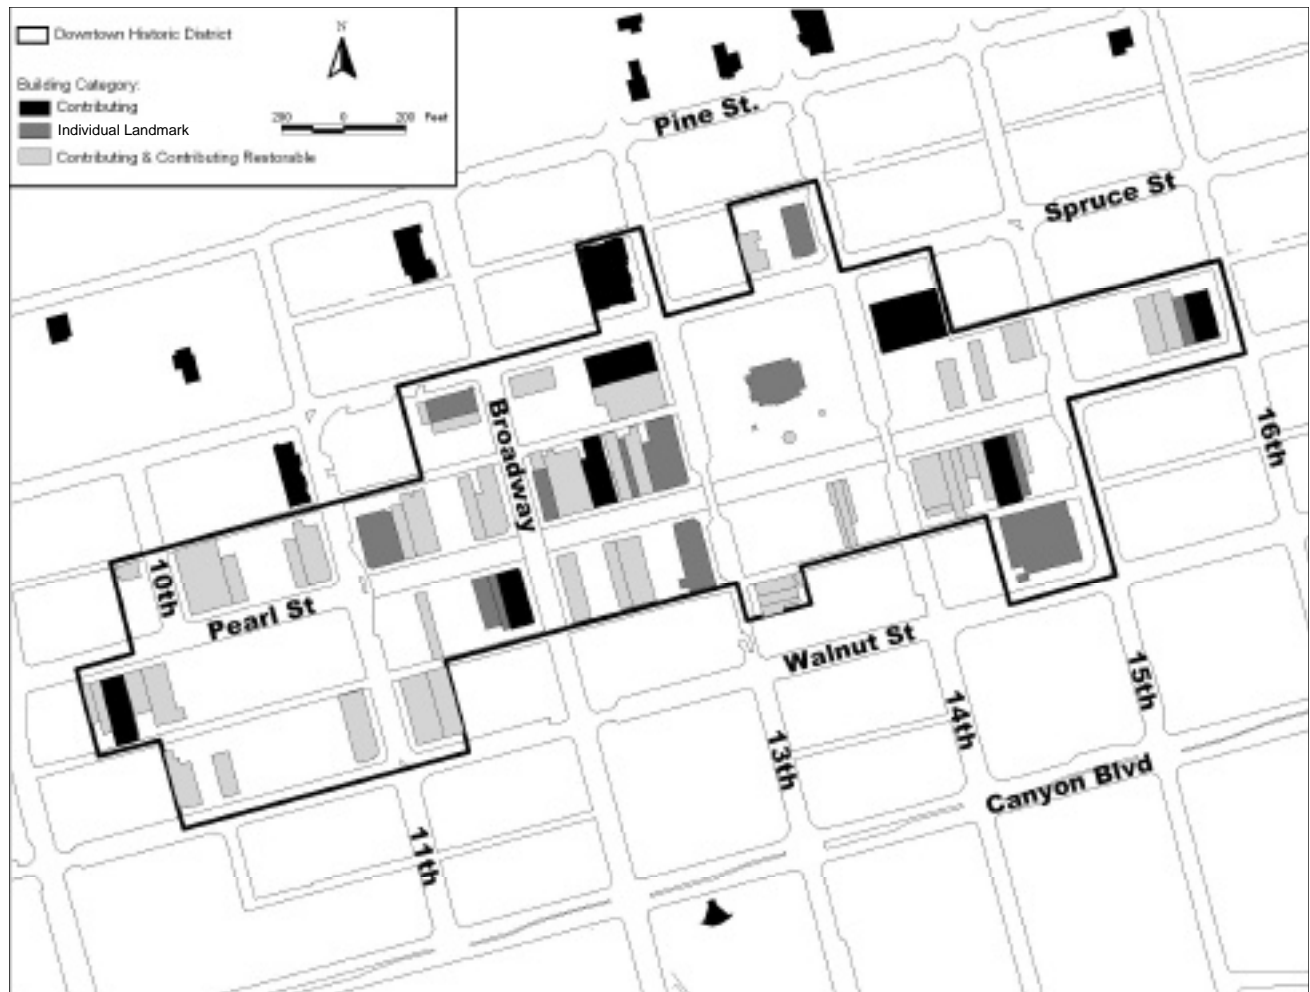 Downtown Historic District
N
Building Category:
Contributing
Individual Landmark
Contributing & Contributing Restorable
200 0 200 Feet
Pine St.
Spruce St
Broadway
16th
10th
Pearl St
Walnut St
15th
14th
13th
Canyon Blvd
11th